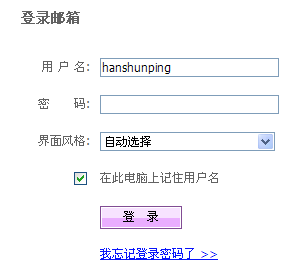 登录邮箱
用 户 名: hanshunping
密 码:
界面风格: 自动选择
在此电脑上记住用户名
登 录
我忘记登录密码了 >>